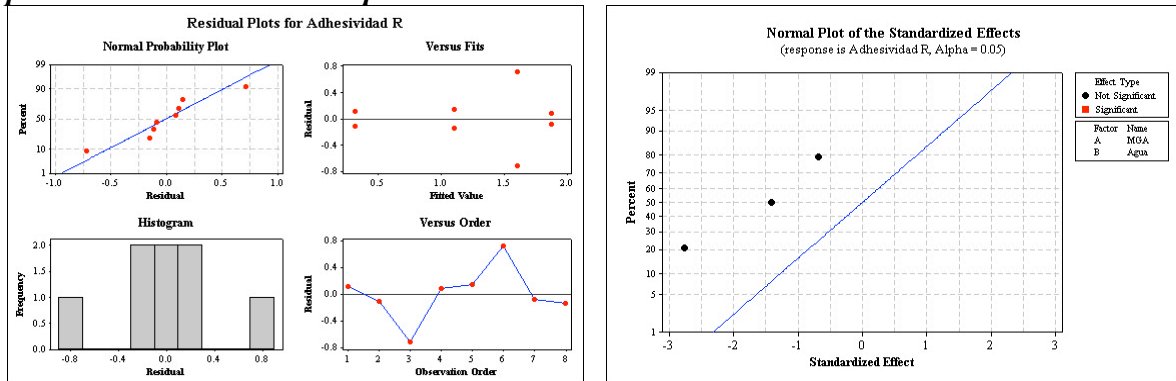 Residual Plots for Adhesividad R
Normal Probability Plot
99
90
50
10
1
Percent
-1.0 -0.5 0.0 0.5 1.0
Residual
Versus Fits
0.8
0.4
0.0
-0.4
-0.8
Residual
0.5 1.0 1.5 2.0
Fitted Value
Histogram
2.0
1.5
1.0
0.5
0.0
Frequency
-0.8 -0.4 0.0 0.4 0.8
Residual
Versus Order
0.8
0.4
0.0
-0.4
-0.8
Residual
1 2 3 4 5 6 7 8
Observation Order
Normal Plot of the Standardized Effects
(response is Adhesividad R, Alpha = 0.05)
99
95
90
80
70
60
50
40
30
20
10
5
1
Percent
-3 -2 -1 0 1 2 3
Standardized Effect
Effect Type
Not Significant
Significant
Factor Name
A MGA
B Agua